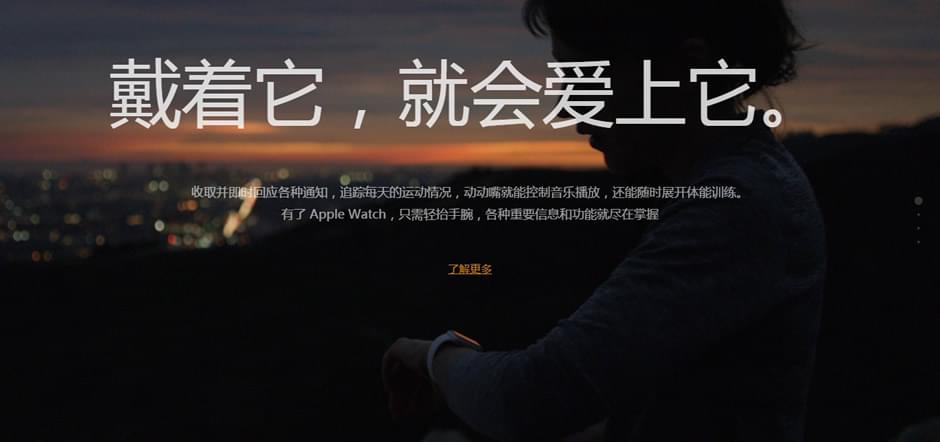 戴着它，就会爱上它。
收取并即时回应各种通知，追踪每天的运动情况，动动嘴就能控制音乐播放，还能随时展开体能训练。
有了 Apple Watch，只需轻抬手腕，各种重要信息和功能就尽在掌握
了解更多